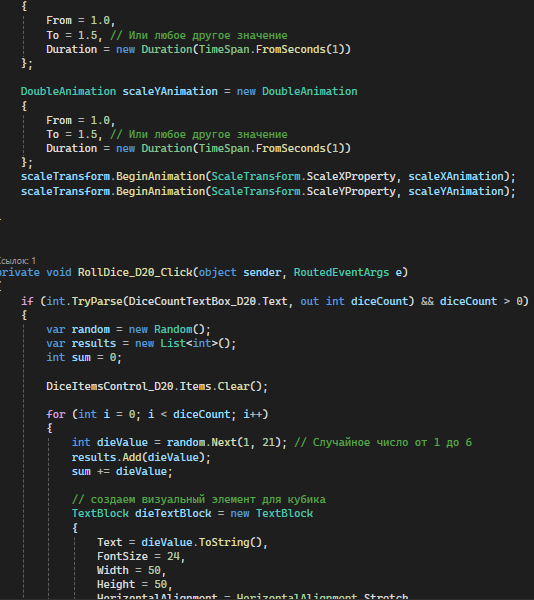 {
From = 1.0,
To = 1.5, // Или любое другое значение
Duration = new Duration(TimeSpan.FromSeconds(1))
};
DoubleAnimation scaleYAnimation = new DoubleAnimation
{
From = 1.0,
To = 1.5, // Или любое другое значение
Duration = new Duration(TimeSpan.FromSeconds(1))
};
scaleTransform.BeginAnimation(ScaleTransform.ScaleXProperty, scaleXAnimation);
scaleTransform.BeginAnimation(ScaleTransform.ScaleYProperty, scaleYAnimation);
Ссылок: 1
private void RollDice_D20_Click(object sender, RoutedEventArgs e)
{
if (int.TryParse(DiceCountTextBox_D20.Text, out int diceCount) && diceCount > 0)
{
var random = new Random();
var results = new List<int>();
int sum = 0;
DiceItemsControl_D20.Items.Clear();
for (int i = 0; i < diceCount; i++)
{
int dieValue = random.Next(1, 21); // Случайное число от 1 до 6
results.Add(dieValue);
sum += dieValue;
// создаем визуальный элемент для кубика
TextBlock dieTextBlock = new TextBlock
{
Text = dieValue.ToString(),
FontSize = 24,
Width = 50,
Height = 50,
HorizontalAlignment = HorizontalAlignment.Stretch